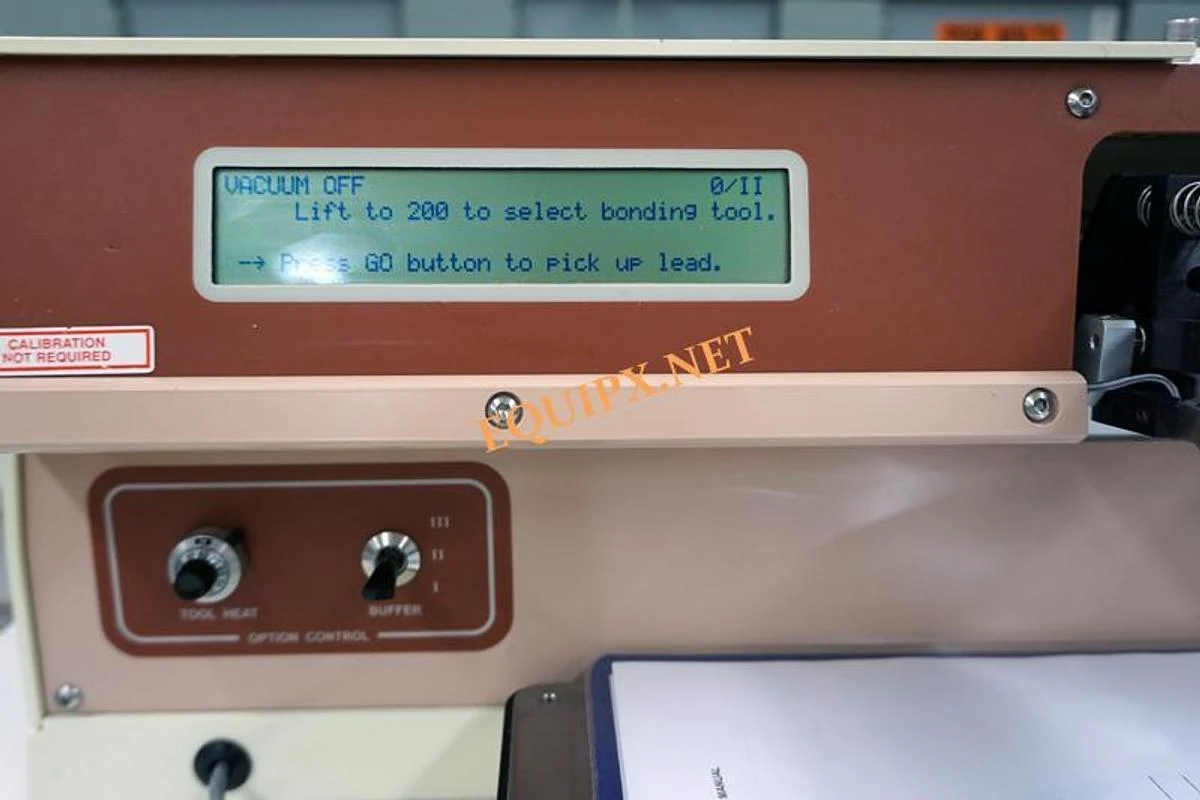 VACUUM OFF 0/II
Lift to 200 to select bonding tool.
→ Press GO button to pick up lead.
CALIBRATION
NOT REQUIRED
EQUIPX.NET
III
II
I
TOOL HEAT
BUFFER
OPTION CONTROL
MANUAL